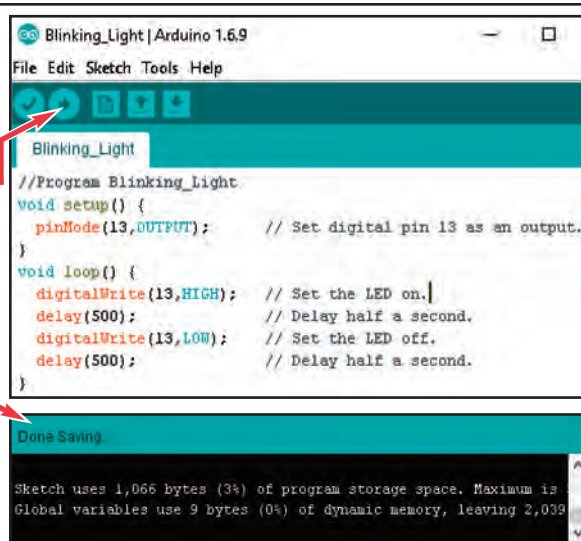 Blinking_Light | Arduino 1.6.9
File Edit Sketch Tools Help
Blinking_Light
//Program Blinking_Light
void setup() {
pinMode(13,OUTPUT); // Set digital pin 13 as an output.
}
void loop() {
digitalWrite(13,HIGH); // Set the LED on.
delay(500); // Delay half a second.
digitalWrite(13,LOW); // Set the LED off.
delay(500); // Delay half a second.
}
Done Saving.
Sketch uses 1,066 bytes (3%) of program storage space. Maximum is
Global variables use 9 bytes (0%) of dynamic memory, leaving 2,039